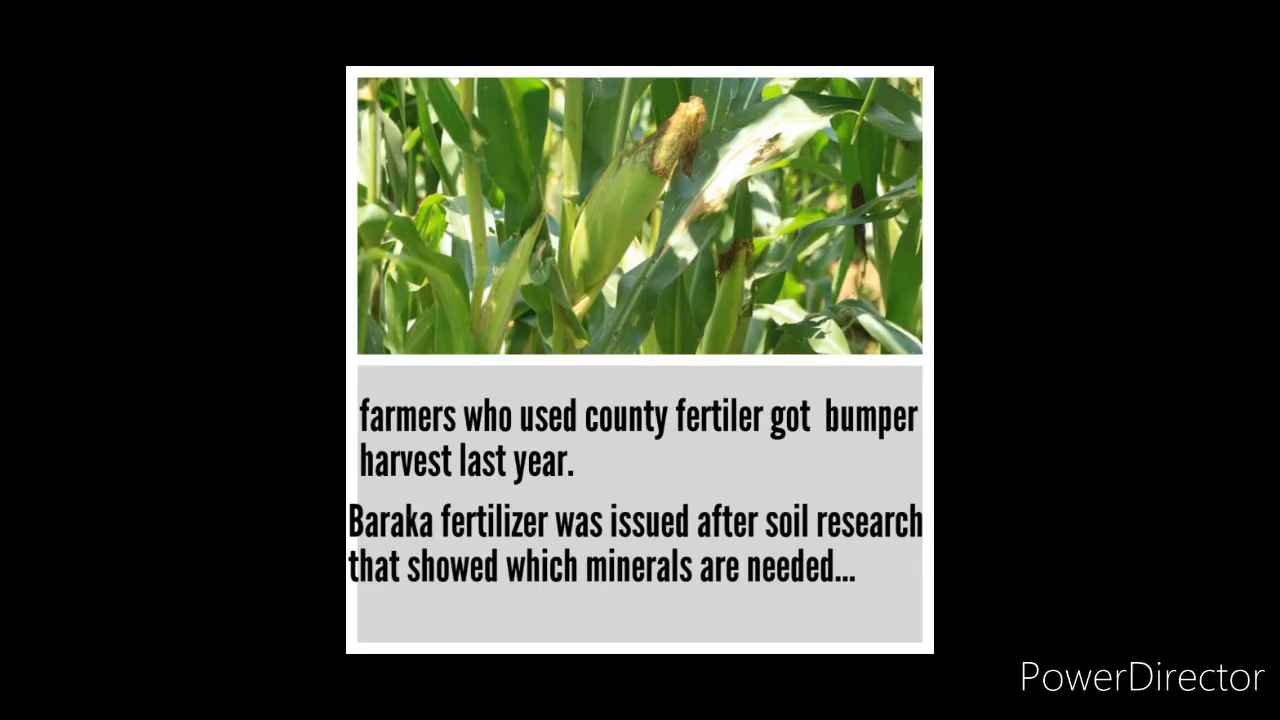 farmers who used county fertiler got  bumper
harvest last year.
Baraka fertilizer was issued after soil research
that showed which minerals are needed...
PowerDirector